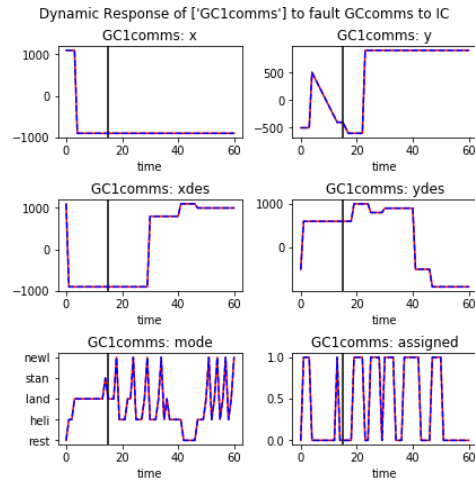 Dynamic Response of ['GC1comms'] to fault GCcomms to IC
GC1comms: x
GC1comms: y
1000
0
−1000
500
0
−500
0 20 40 60
0 20 40 60
time
time
GC1comms: xdes
GC1comms: ydes
1000
0
−1000
1000
0
0 20 40 60
0 20 40 60
time
time
GC1comms: mode
GC1comms: assigned
newl
stan
land
heli
rest
1.0
0.5
0.0
0 20 40 60
0 20 40 60
time
time